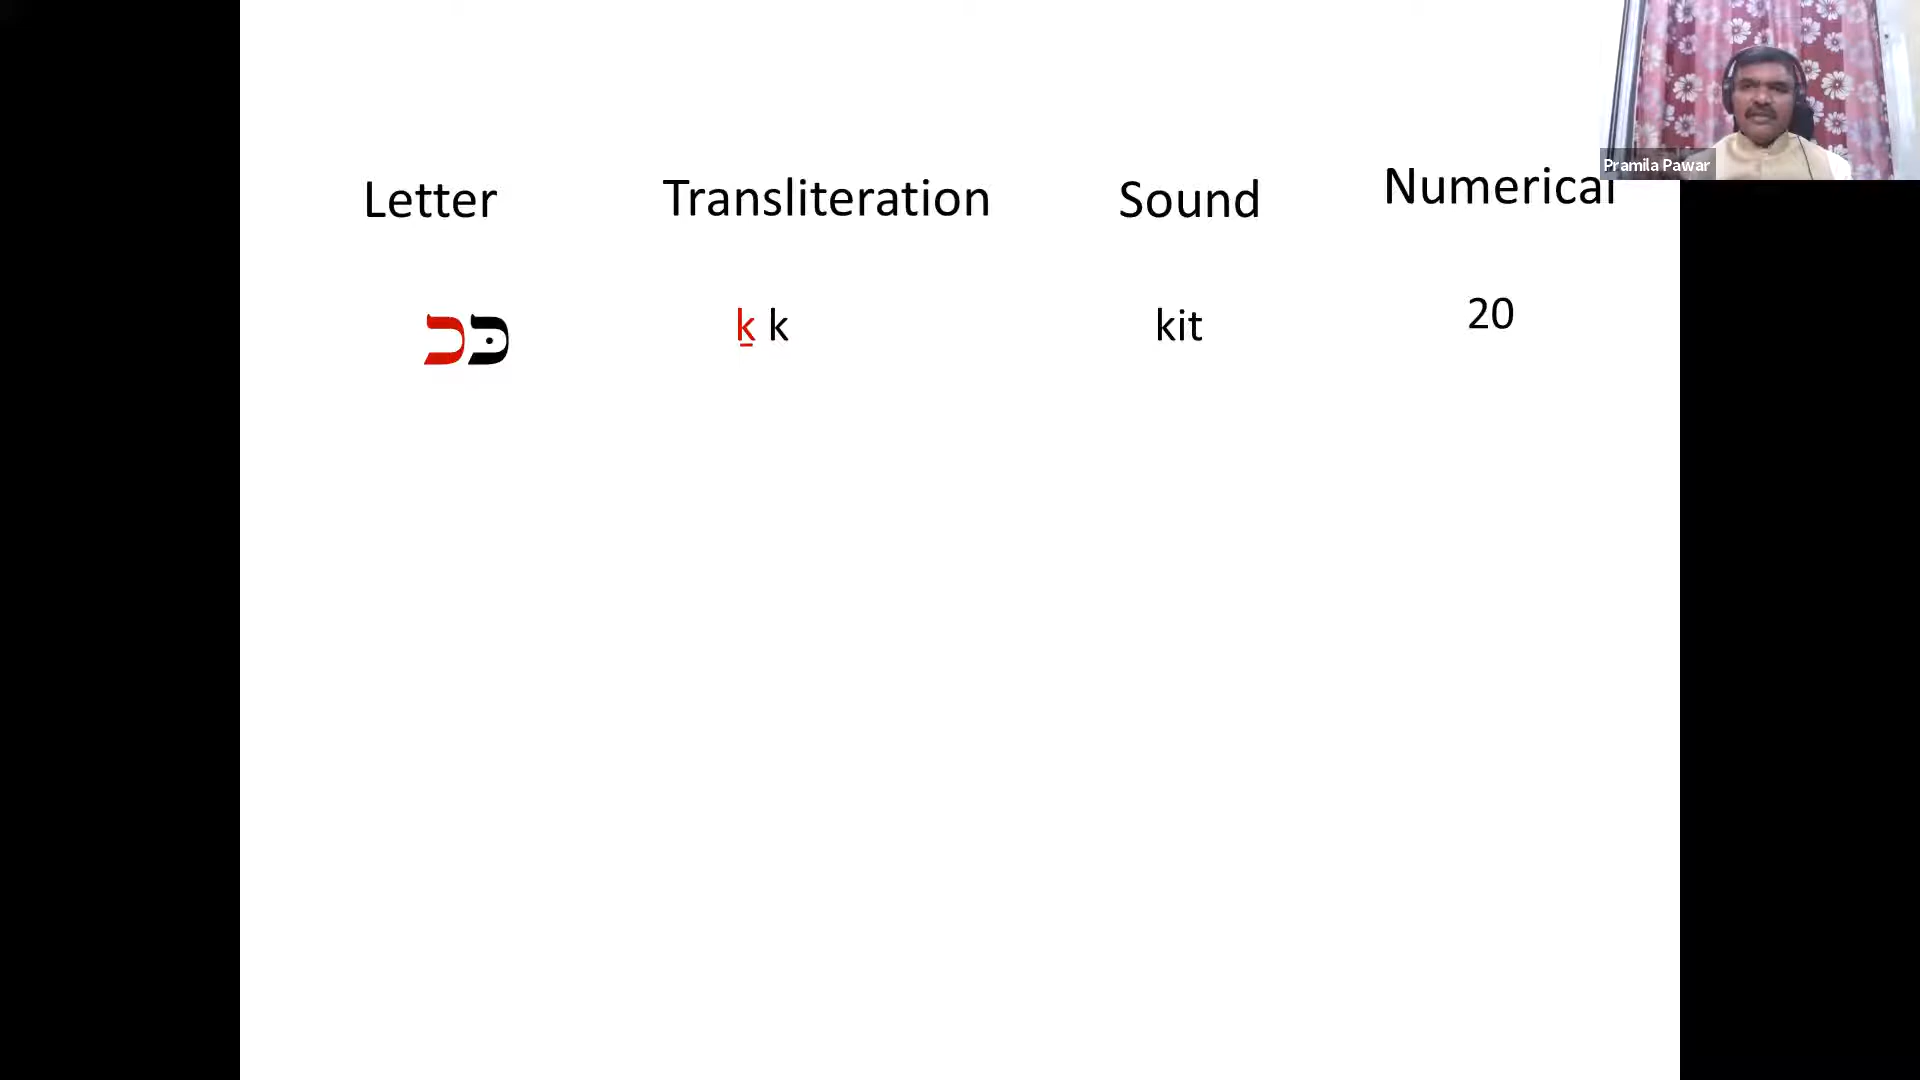 Letter Transliteration Sound Numerical
כּכ ḵ k kit 20
Pramila Pawar